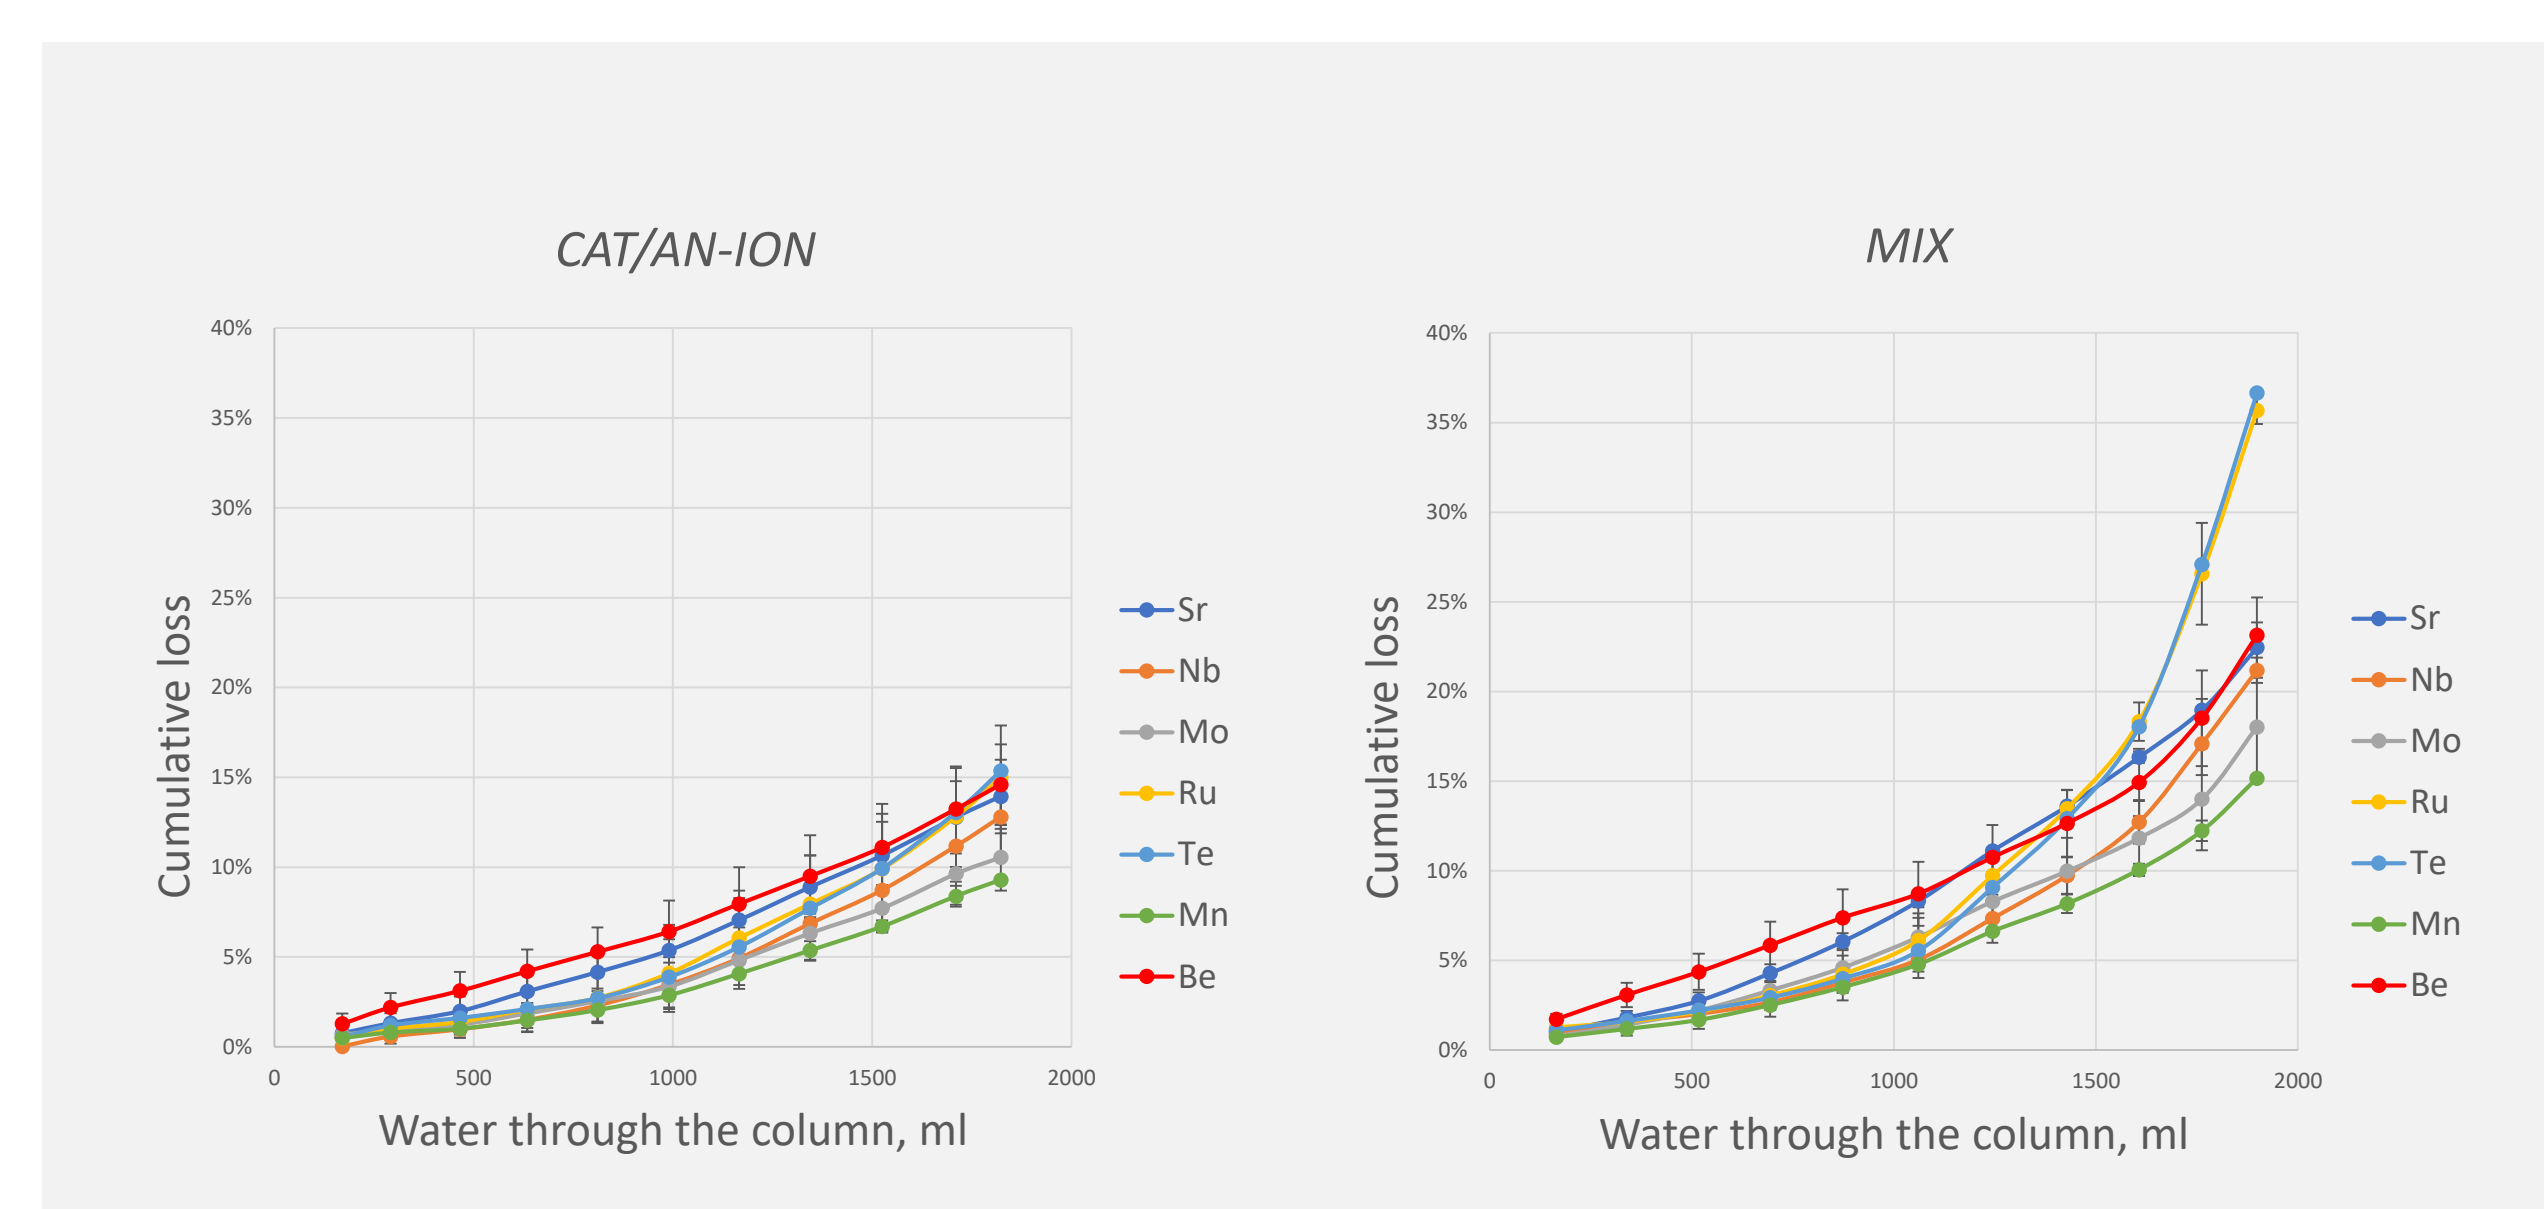 CAT/AN-ION
40%
35%
30%
25%
20%
15%
10%
5%
0%
0 500 1000 1500 2000
Cumulative loss
Water through the column, ml
Sr
Nb
Mo
Ru
Te
Mn
Be
MIX
40%
35%
30%
25%
20%
15%
10%
5%
0%
0 500 1000 1500 2000
Cumulative loss
Water through the column, ml
Sr
Nb
Mo
Ru
Te
Mn
Be